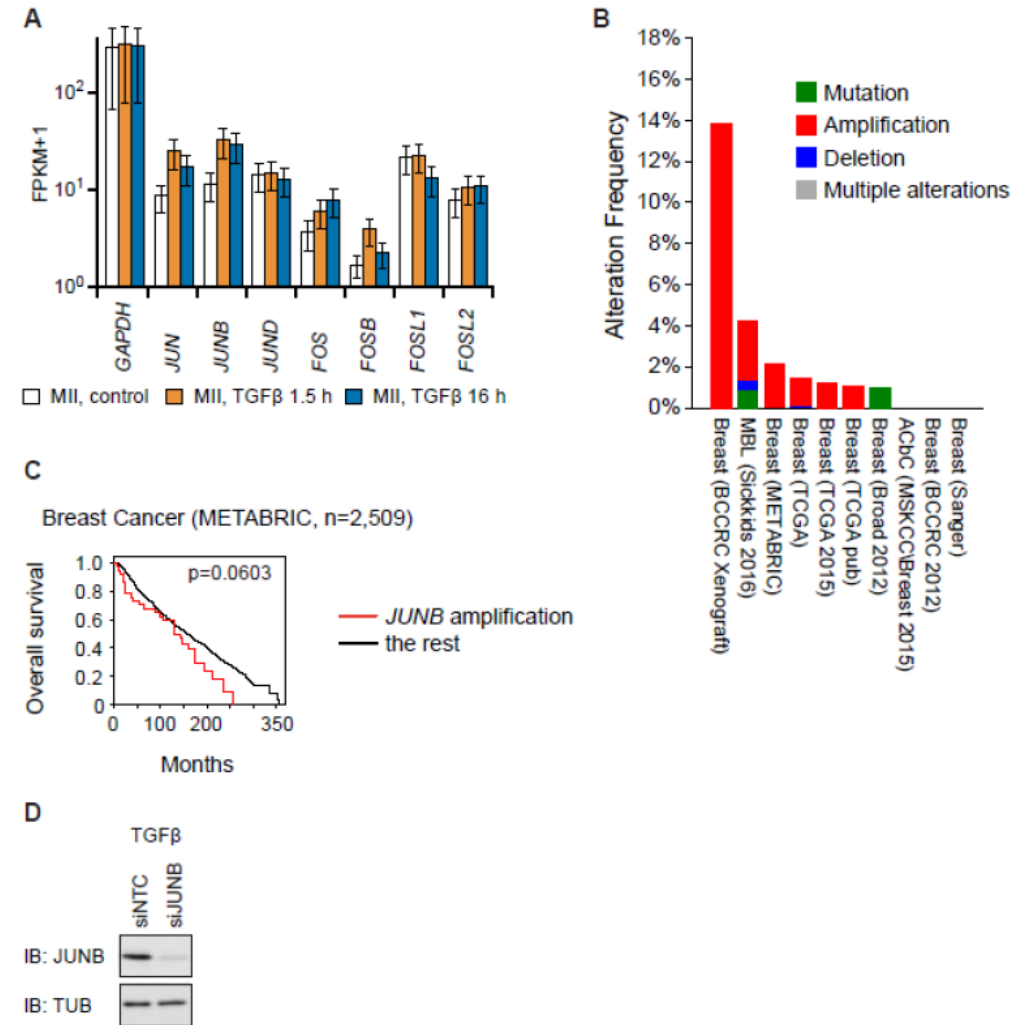 A
FPKM+1
10²
10¹
10⁰
GAPDH
JUN
JUNB
JUND
FOS
FOSB
FOSL1
FOSL2
MII, control
MII, TGFβ 1.5 h
MII, TGFβ 16 h
B
Alteration Frequency
18%
16%
14%
12%
10%
8%
6%
4%
2%
0%
Mutation
Amplification
Deletion
Multiple alterations
Breast (BCCRC Xenograft)
MBL (Sickkids 2016)
Breast (METABRIC)
Breast (TCGA)
Breast (TCGA 2015)
Breast (TCGA pub)
Breast (Broad 2012)
ACbC (MSKCC\Breast 2015)
Breast (BCCRC 2012)
Breast (Sanger)
C
Breast Cancer (METABRIC, n=2,509)
Overall survival
1.0
0.8
0.6
0.4
0.2
0
p=0.0603
0 100 200 350
Months
JUNB amplification
the rest
D
TGFβ
siNTC
siJUNB
IB: JUNB
IB: TUB